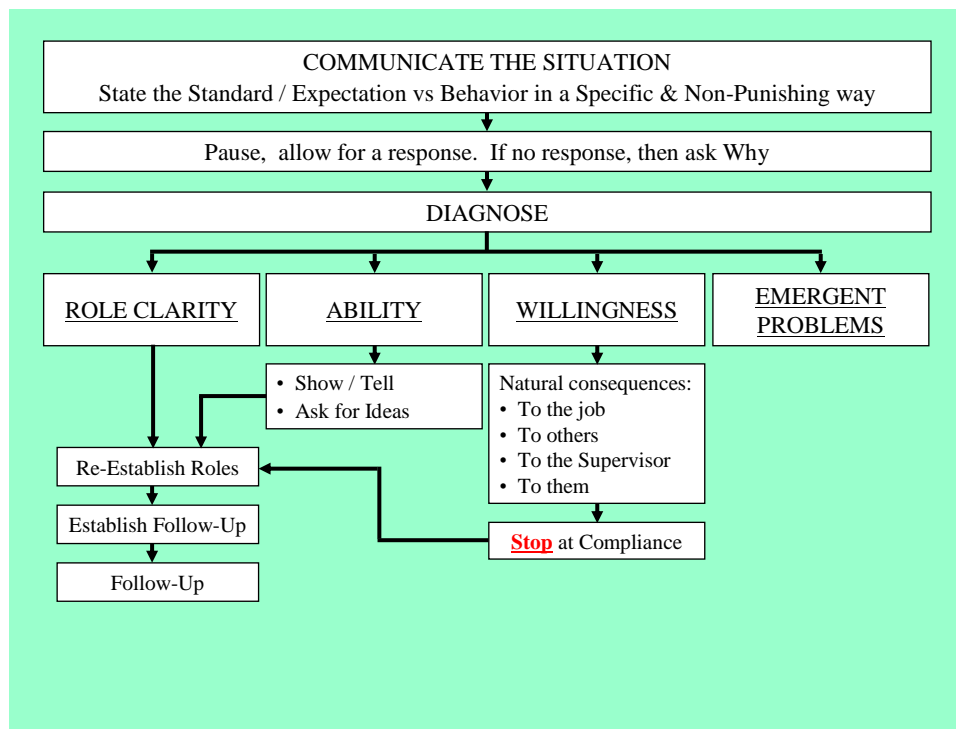 COMMUNICATE THE SITUATION
State the Standard / Expectation vs Behavior in a Specific & Non-Punishing way
Pause,  allow for a response.  If no response, then ask Why
DIAGNOSE
ROLE CLARITY
ABILITY
WILLINGNESS
EMERGENT
PROBLEMS
• Show / Tell
• Ask for Ideas
Natural consequences:
• To the job
• To others
• To the Supervisor
• To them
Re-Establish Roles
Establish Follow-Up
Stop at Compliance
Follow-Up